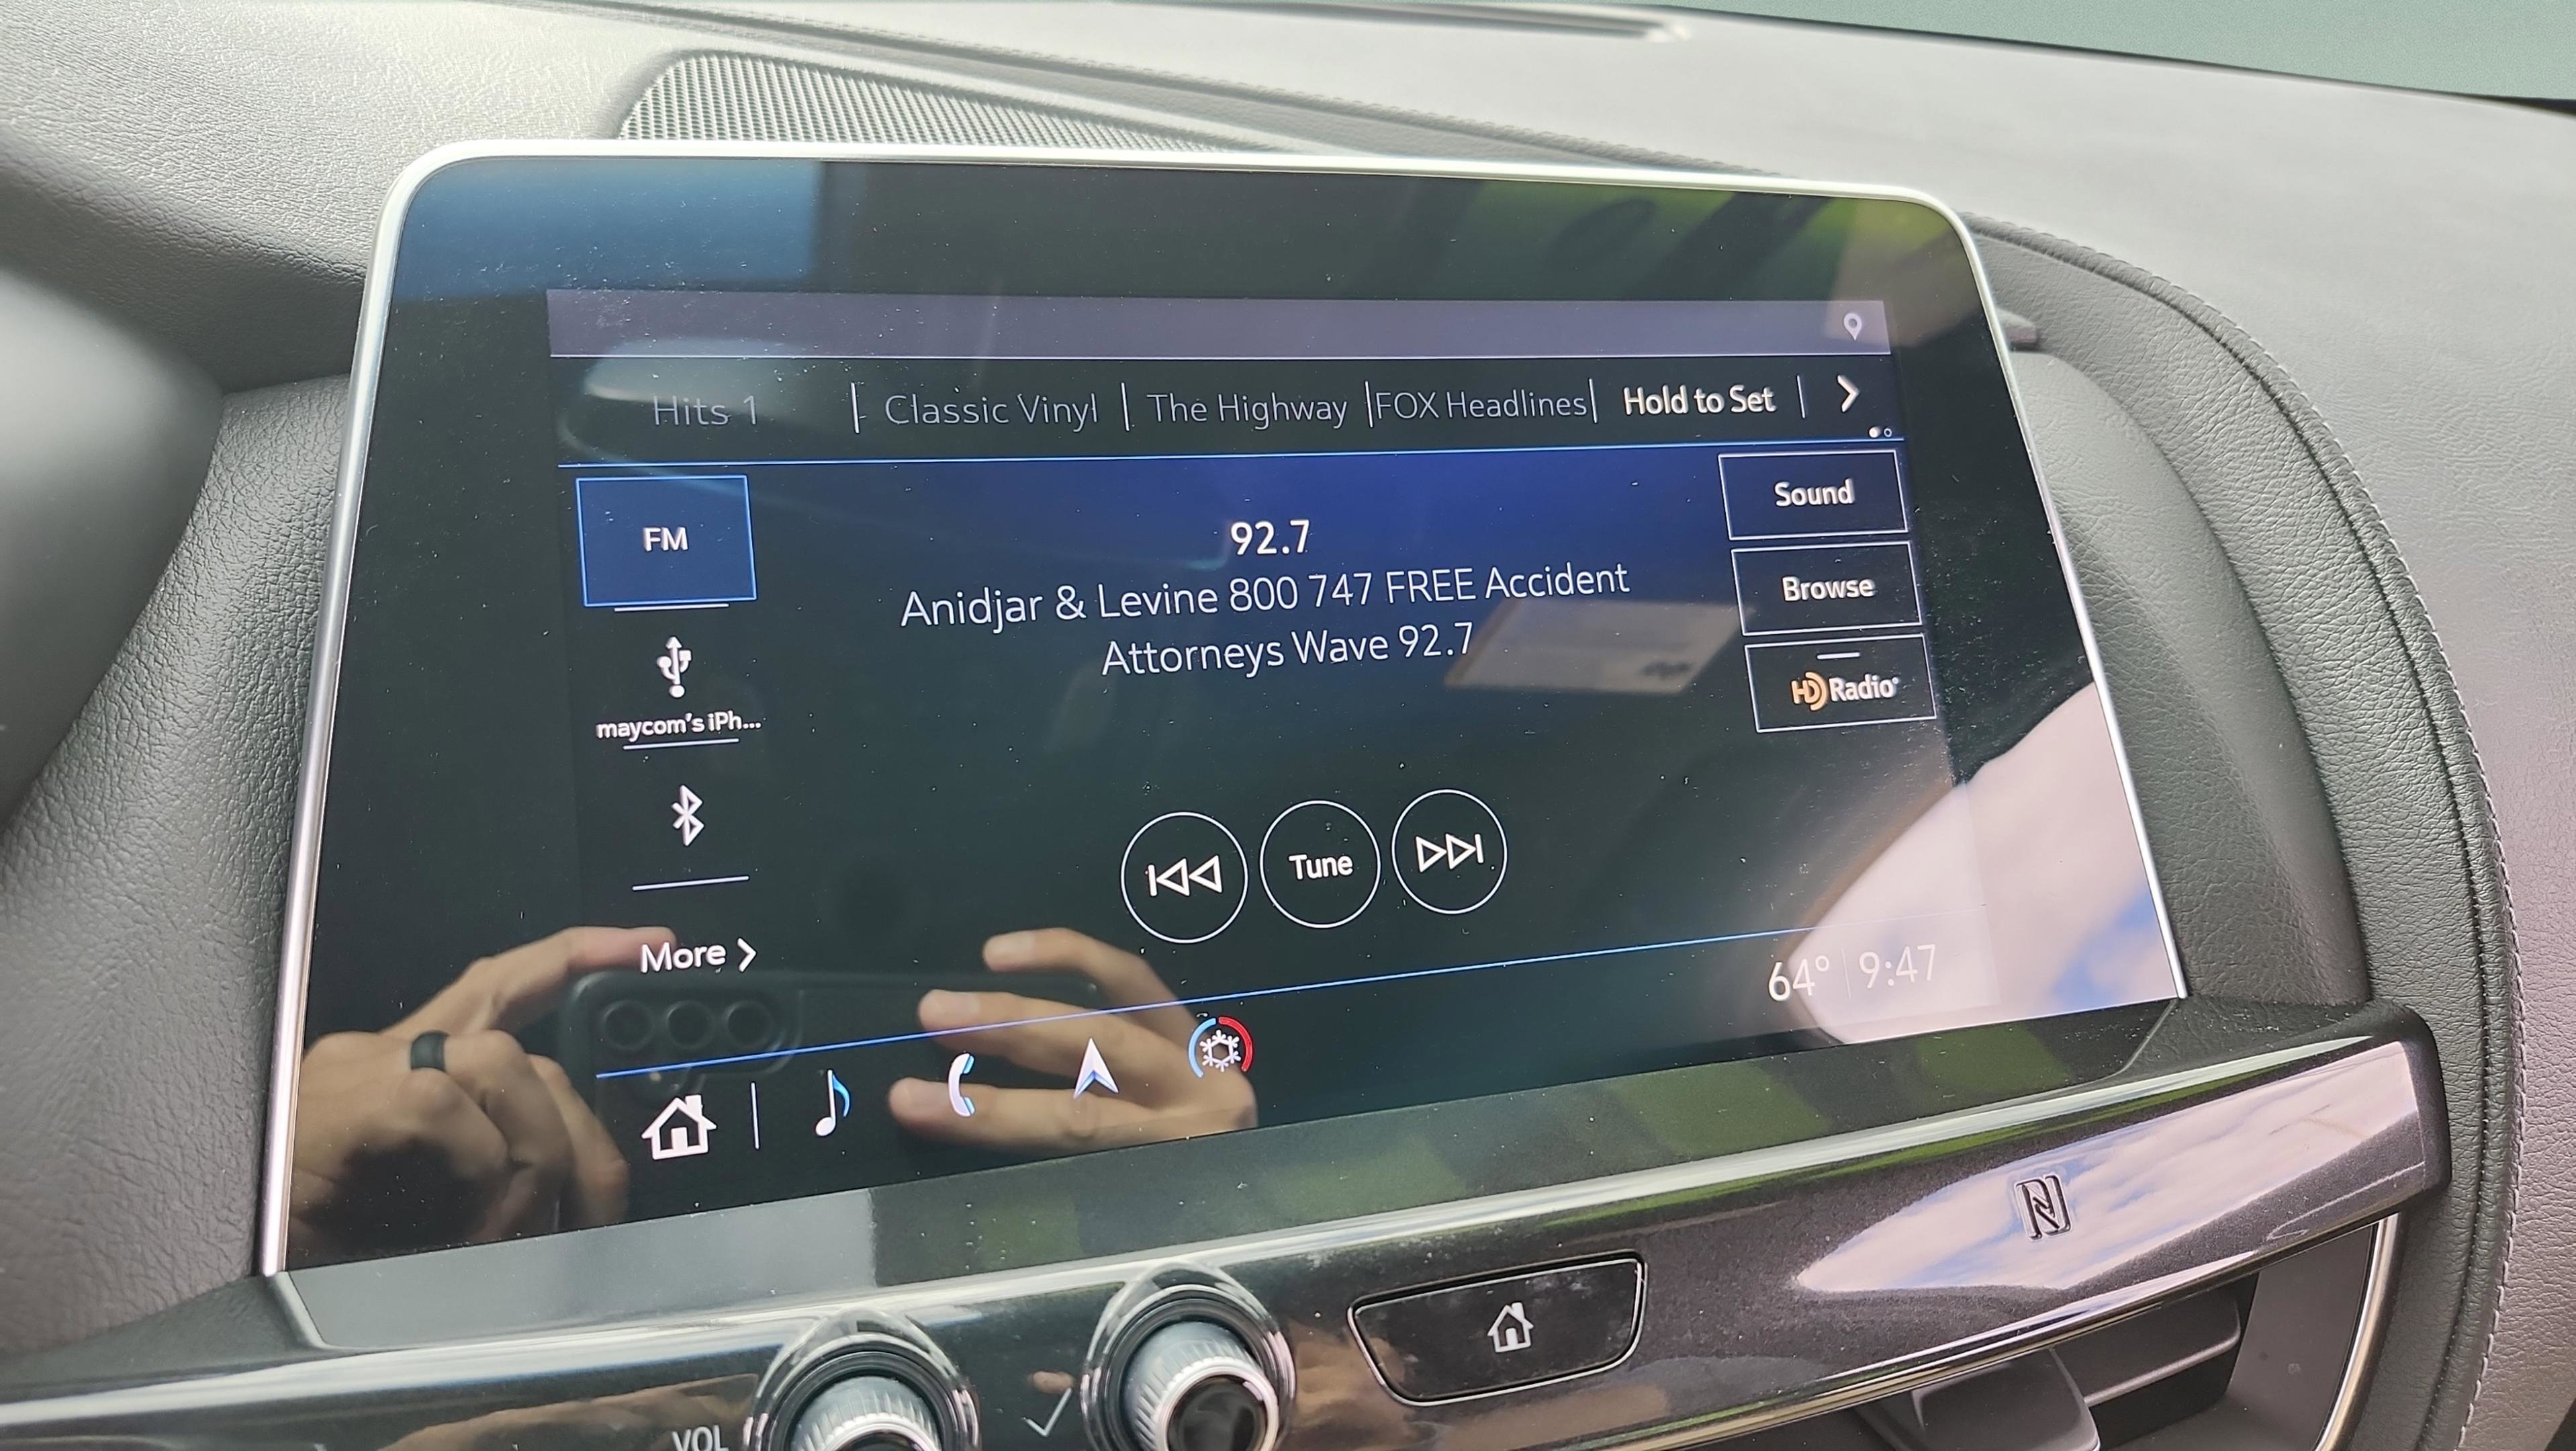 Hits 1 | Classic Vinyl | The Highway | FOX Headlines | Hold to Set |
FM
92.7
Anidjar & Levine 800 747 FREE Accident
Attorneys Wave 92.7
Sound
Browse
HD Radio
maycom's iPh...
Tune
More
64° 9:47
VOL